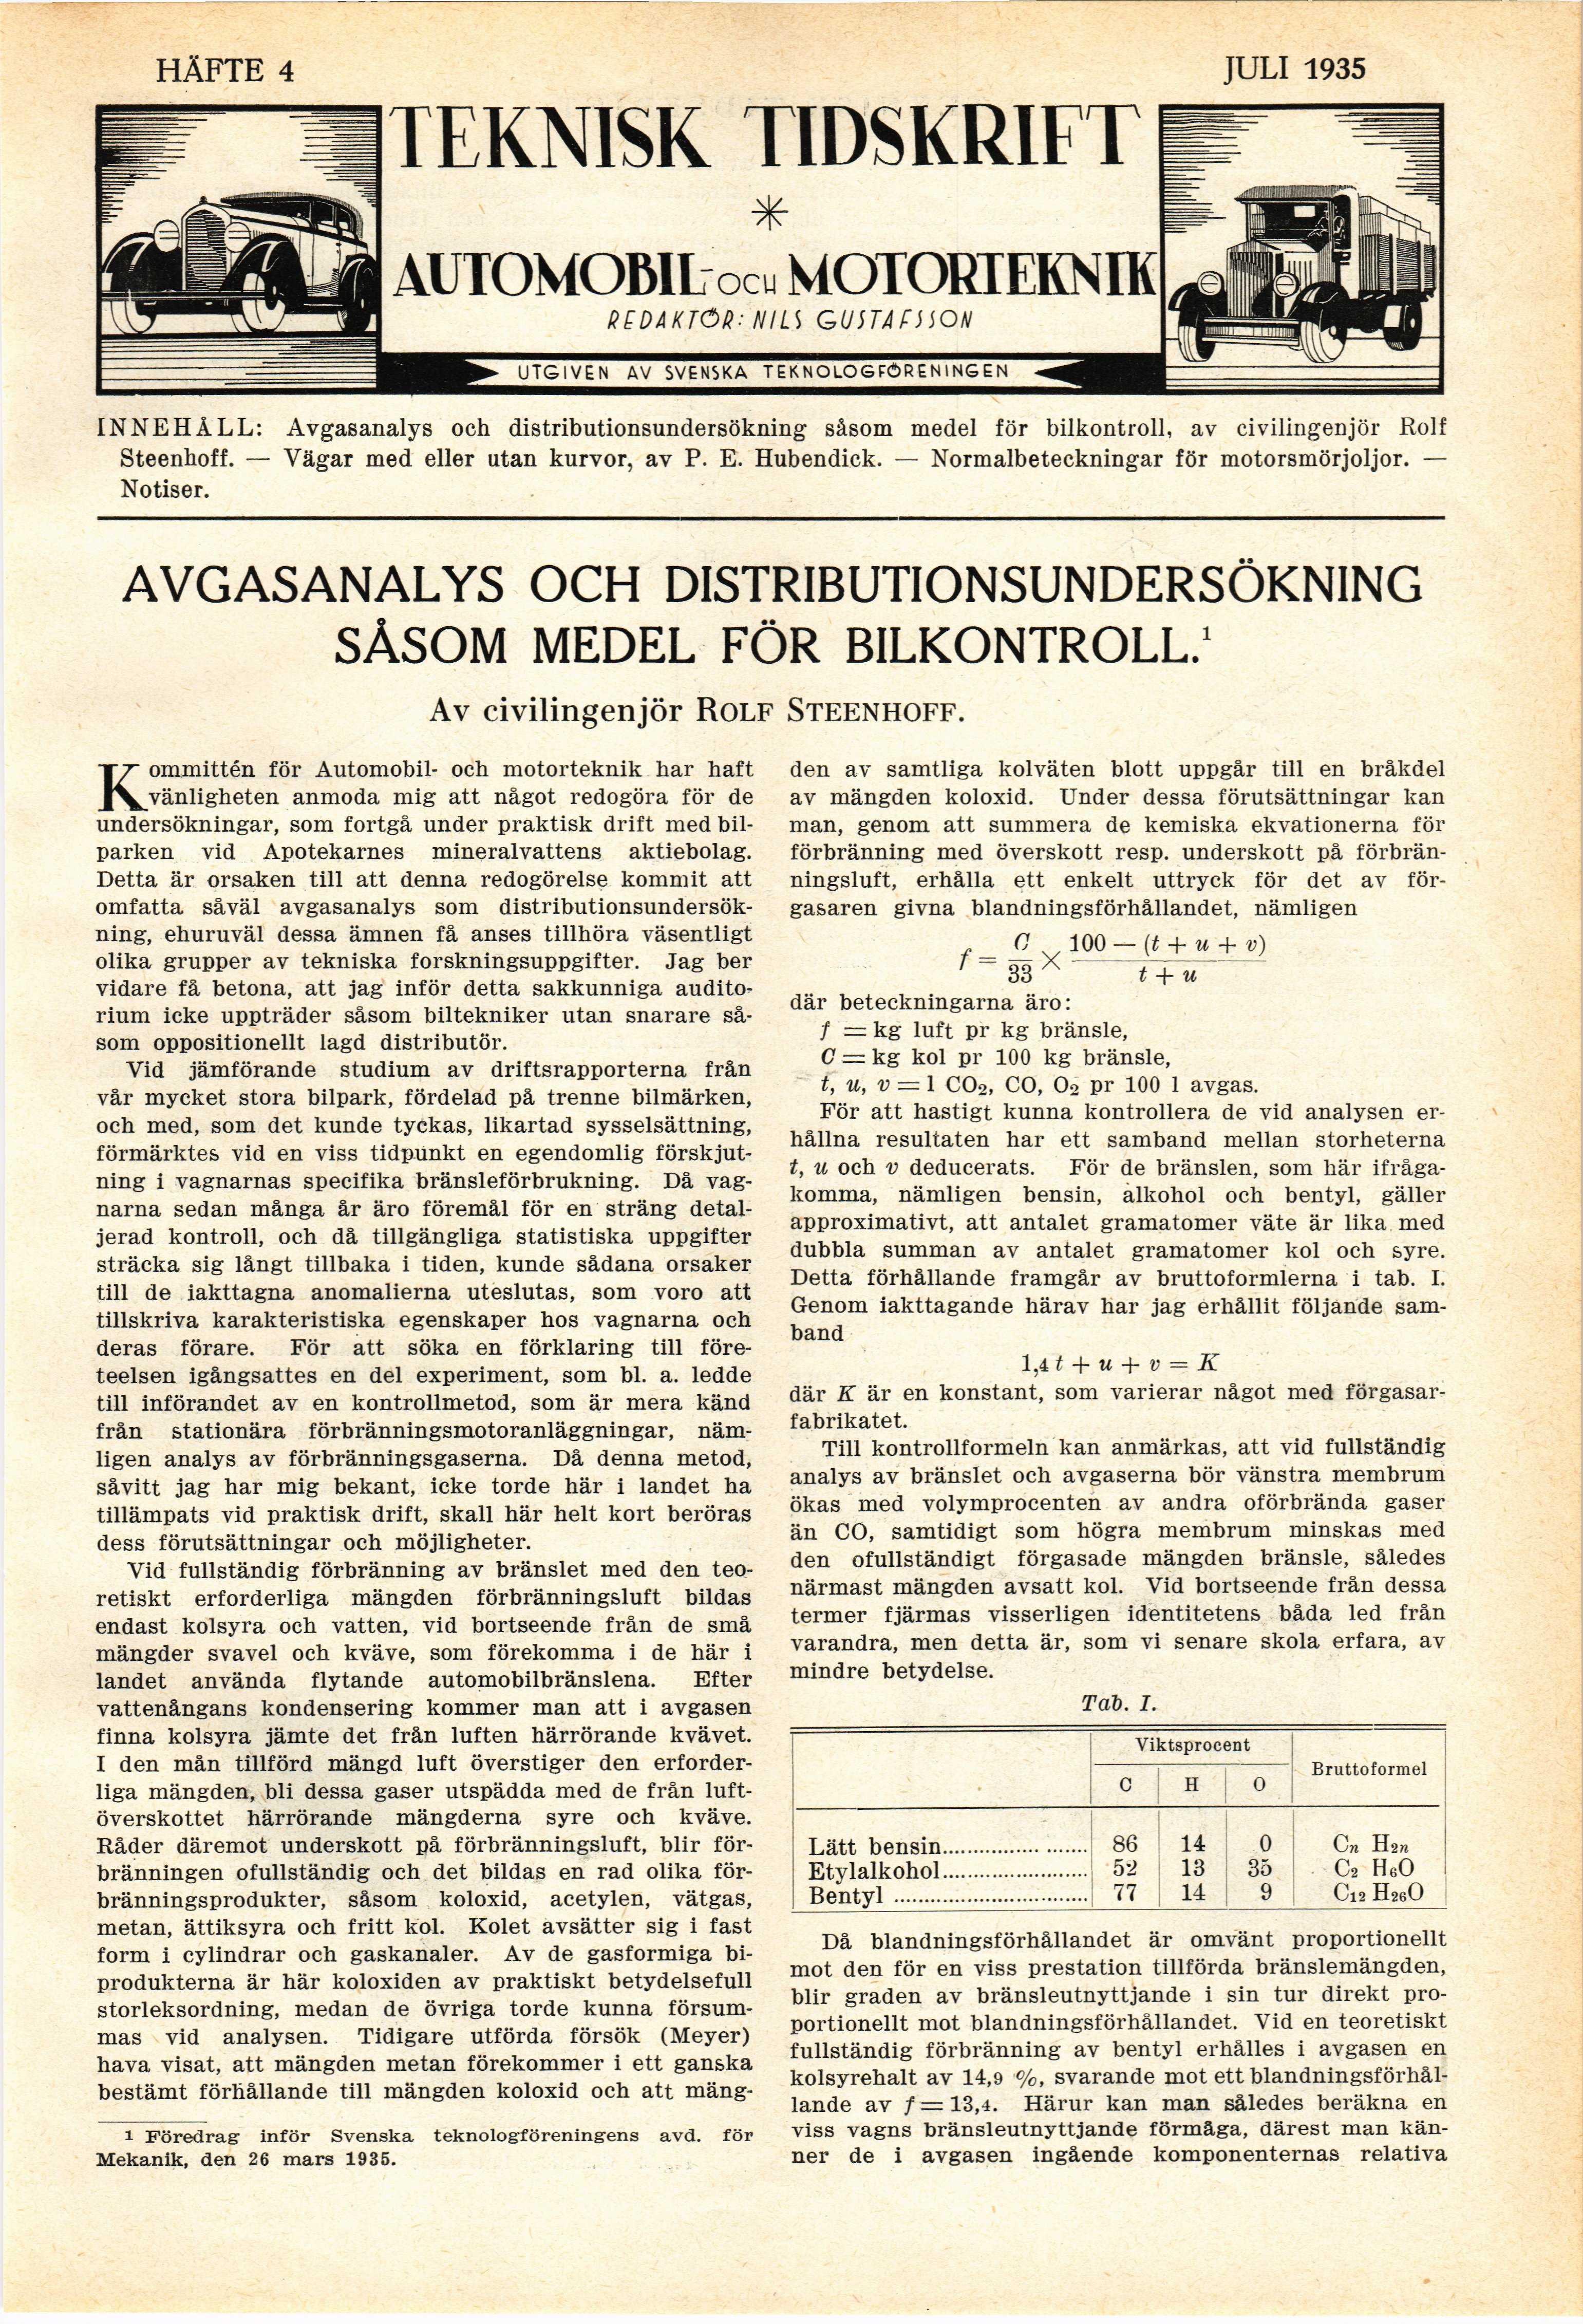 HÄFTE 4
JULI 1935
TEKNISK TIDSKRIFT
AUTOMOBIL- OCH MOTORTEKNIK
REDAKTÖR: NILS GUSTAFSSON
UTGIVEN AV SVENSKA TEKNOLOGFÖRENINGEN
INNEHÅLL: Avgasanalys och distributionsundersökning såsom medel för bilkontroll, av civilingenjör Rolf
Steenhoff. — Vägar med eller utan kurvor, av P. E. Hubendick. — Normalbeteckningar för motorsmörjoljor. —
Notiser.
AVGASANALYS OCH DISTRIBUTIONSUNDERSÖKNING
SÅSOM MEDEL FÖR BILKONTROLL.¹
Av civilingenjör ROLF STEENHOFF.
Kommittén för Automobil- och motorteknik har haft
vänligheten anmoda mig att något redogöra för de
undersökningar, som fortgå under praktisk drift med bil-
parken vid Apotekarnes mineralvattens aktiebolag.
Detta är orsaken till att denna redogörelse kommit att
omfatta såväl avgasanalys som distributionsundersök-
ning, ehuruväl dessa ämnen få anses tillhöra väsentligt
olika grupper av tekniska forskningsuppgifter. Jag ber
vidare få betona, att jag inför detta sakkunniga audito-
rium icke uppträder såsom biltekniker utan snarare så-
som oppositionellt lagd distributör.
Vid jämförande studium av driftsrapporterna från
vår mycket stora bilpark, fördelad på trenne bilmärken,
och med, som det kunde tyckas, likartad sysselsättning,
förmärktes vid en viss tidpunkt en egendomlig förskjut-
ning i vagnarnas specifika bränsleförbrukning. Då vag-
narna sedan många år äro föremål för en sträng detal-
jerad kontroll, och då tillgängliga statistiska uppgifter
sträcka sig långt tillbaka i tiden, kunde sådana orsaker
till de iakttagna anomalierna uteslutas, som voro att
tillskriva karakteristiska egenskaper hos vagnarna och
deras förare. För att söka en förklaring till före-
teelsen igångsattes en del experiment, som bl. a. ledde
till införandet av en kontrollmetod, som är mera känd
från stationära förbränningsmotoranläggningar, näm-
ligen analys av förbränningsgaserna. Då denna metod,
såvitt jag har mig bekant, icke torde här i landet ha
tillämpats vid praktisk drift, skall här helt kort beröras
dess förutsättningar och möjligheter.
Vid fullständig förbränning av bränslet med den teo-
retiskt erforderliga mängden förbränningsluft bildas
endast kolsyra och vatten, vid bortseende från de små
mängder svavel och kväve, som förekomma i de här i
landet använda flytande automobilbränslena. Efter
vattenångans kondensering kommer man att i avgasen
finna kolsyra jämte det från luften härrörande kvävet.
I den mån tillförd mängd luft överstiger den erforder-
liga mängden, bli dessa gaser utspädda med de från luft-
överskottet härrörande mängderna syre och kväve.
Råder däremot underskott på förbränningsluft, blir för-
bränningen ofullständig och det bildas en rad olika för-
bränningsprodukter, såsom koloxid, acetylen, vätgas,
metan, ättiksyra och fritt kol. Kolet avsätter sig i fast
form i cylindrar och gaskanaler. Av de gasformiga bi-
produkterna är här koloxiden av praktiskt betydelsefull
storleksordning, medan de övriga torde kunna försum-
mas vid analysen. Tidigare utförda försök (Meyer)
hava visat, att mängden metan förekommer i ett ganska
bestämt förhållande till mängden koloxid och att mäng-
¹ Föredrag inför Svenska teknologföreningens avd. för
Mekanik, den 26 mars 1935.
den av samtliga kolväten blott uppgår till en bråkdel
av mängden koloxid. Under dessa förutsättningar kan
man, genom att summera de kemiska ekvationerna för
förbränning med överskott resp. underskott på förbrän-
ningsluft, erhålla ett enkelt uttryck för det av för-
gasaren givna blandningsförhållandet, nämligen
f = C/33 × (100 — (t + u + v))/(t + u)
där beteckningarna äro:
f = kg luft pr kg bränsle,
C = kg kol pr 100 kg bränsle,
t, u, v = l CO₂, CO, O₂ pr 100 l avgas.
För att hastigt kunna kontrollera de vid analysen er-
hållna resultaten har ett samband mellan storheterna
t, u och v deducerats. För de bränslen, som här ifråga-
komma, nämligen bensin, alkohol och bentyl, gäller
approximativt, att antalet gramatomer väte är lika med
dubbla summan av antalet gramatomer kol och syre.
Detta förhållande framgår av bruttoformlerna i tab. I.
Genom iakttagande härav har jag erhållit följande sam-
band
1,4 t + u + v = K
där K är en konstant, som varierar något med förgasar-
fabrikatet.
Till kontrollformeln kan anmärkas, att vid fullständig
analys av bränslet och avgaserna bör vänstra membrum
ökas med volymprocenten av andra oförbrända gaser
än CO, samtidigt som högra membrum minskas med
den ofullständigt förgasade mängden bränsle, således
närmast mängden avsatt kol. Vid bortseende från dessa
termer fjärmas visserligen identitetens båda led från
varandra, men detta är, som vi senare skola erfara, av
mindre betydelse.
Tab. I.
Viktsprocent Bruttoformel
C H O
Lätt bensin........................ 86 14 0 Cn H2n
Etylalkohol........................ 52 13 35 C₂ H₆O
Bentyl ................................ 77 14 9 C₁₂ H₂₆O
Då blandningsförhållandet är omvänt proportionellt
mot den för en viss prestation tillförda bränslemängden,
blir graden av bränsleutnyttjande i sin tur direkt pro-
portionellt mot blandningsförhållandet. Vid en teoretiskt
fullständig förbränning av bentyl erhålles i avgasen en
kolsyrehalt av 14,9 %, svarande mot ett blandningsförhål-
lande av f = 13,4. Härur kan man således beräkna en
viss vagns bränsleutnyttjande förmåga, därest man kän-
ner de i avgasen ingående komponenternas relativa